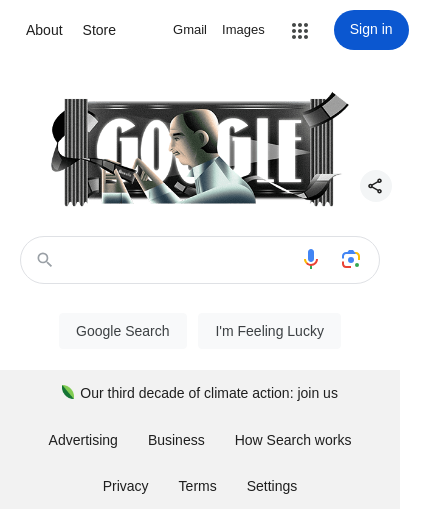 About Store Gmail Images Sign in
GOOGLE
Google Search I'm Feeling Lucky
Our third decade of climate action: join us
Advertising Business How Search works
Privacy Terms Settings